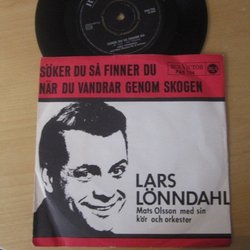 SÖKER DU SÅ FINNER DU
NÄR DU VANDRAR GENOM SKOGEN
RCA VICTOR
LARS
LÖNNDAHL
Mats Olsson med sin
kör och orkester